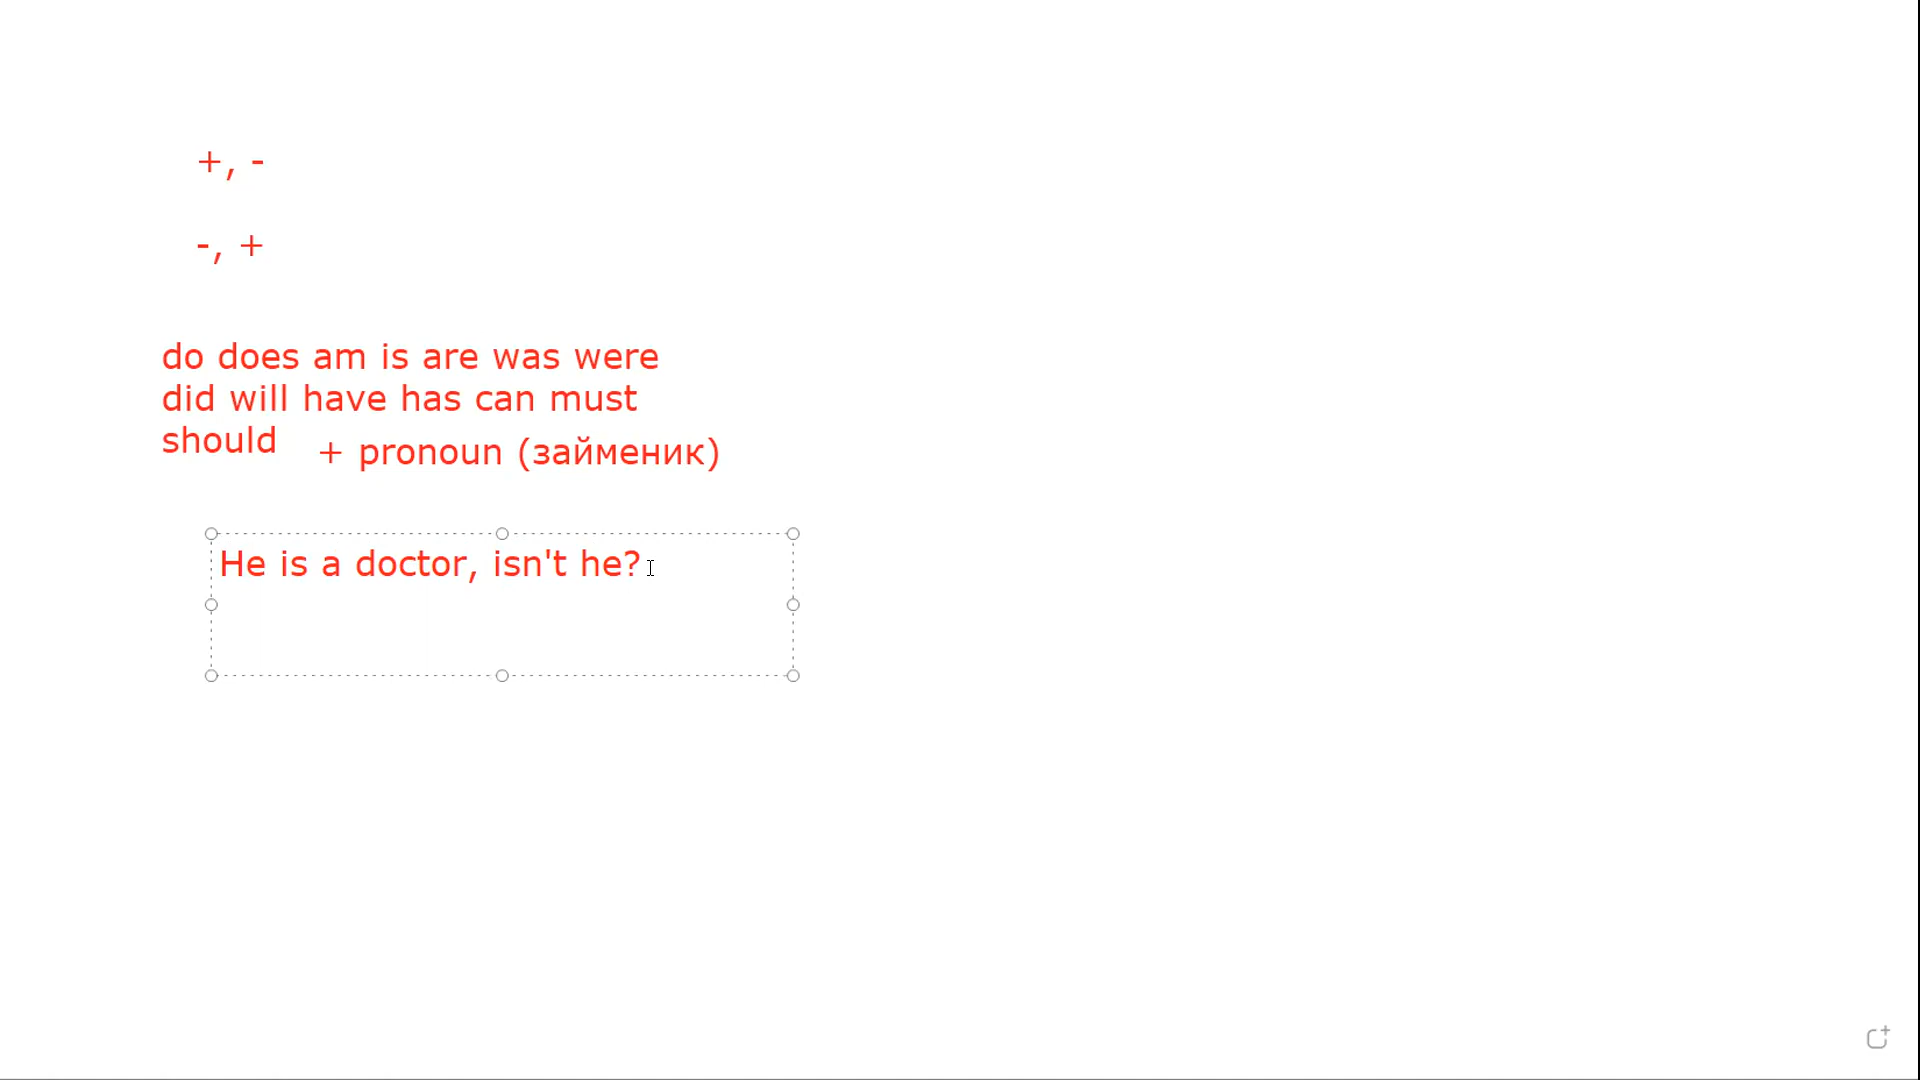 +, -
-, +
do does am is are was were
did will have has can must
should
+ pronoun (займеник)
He is a doctor, isn't he?